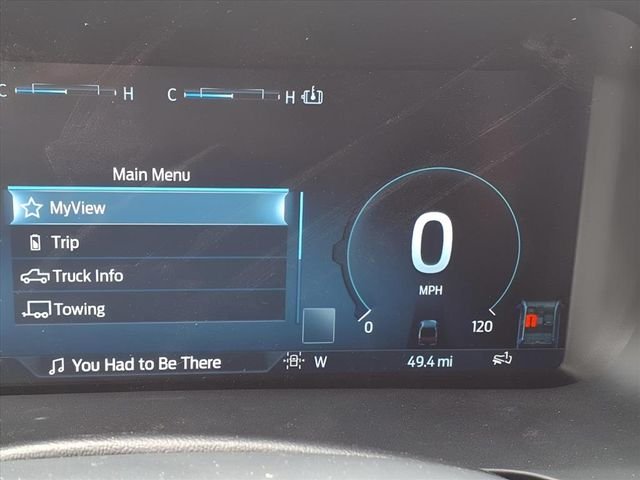 C H C H
Main Menu
MyView
Trip
Truck Info
Towing
0
MPH
0 120
You Had to Be There W 49.4 mi